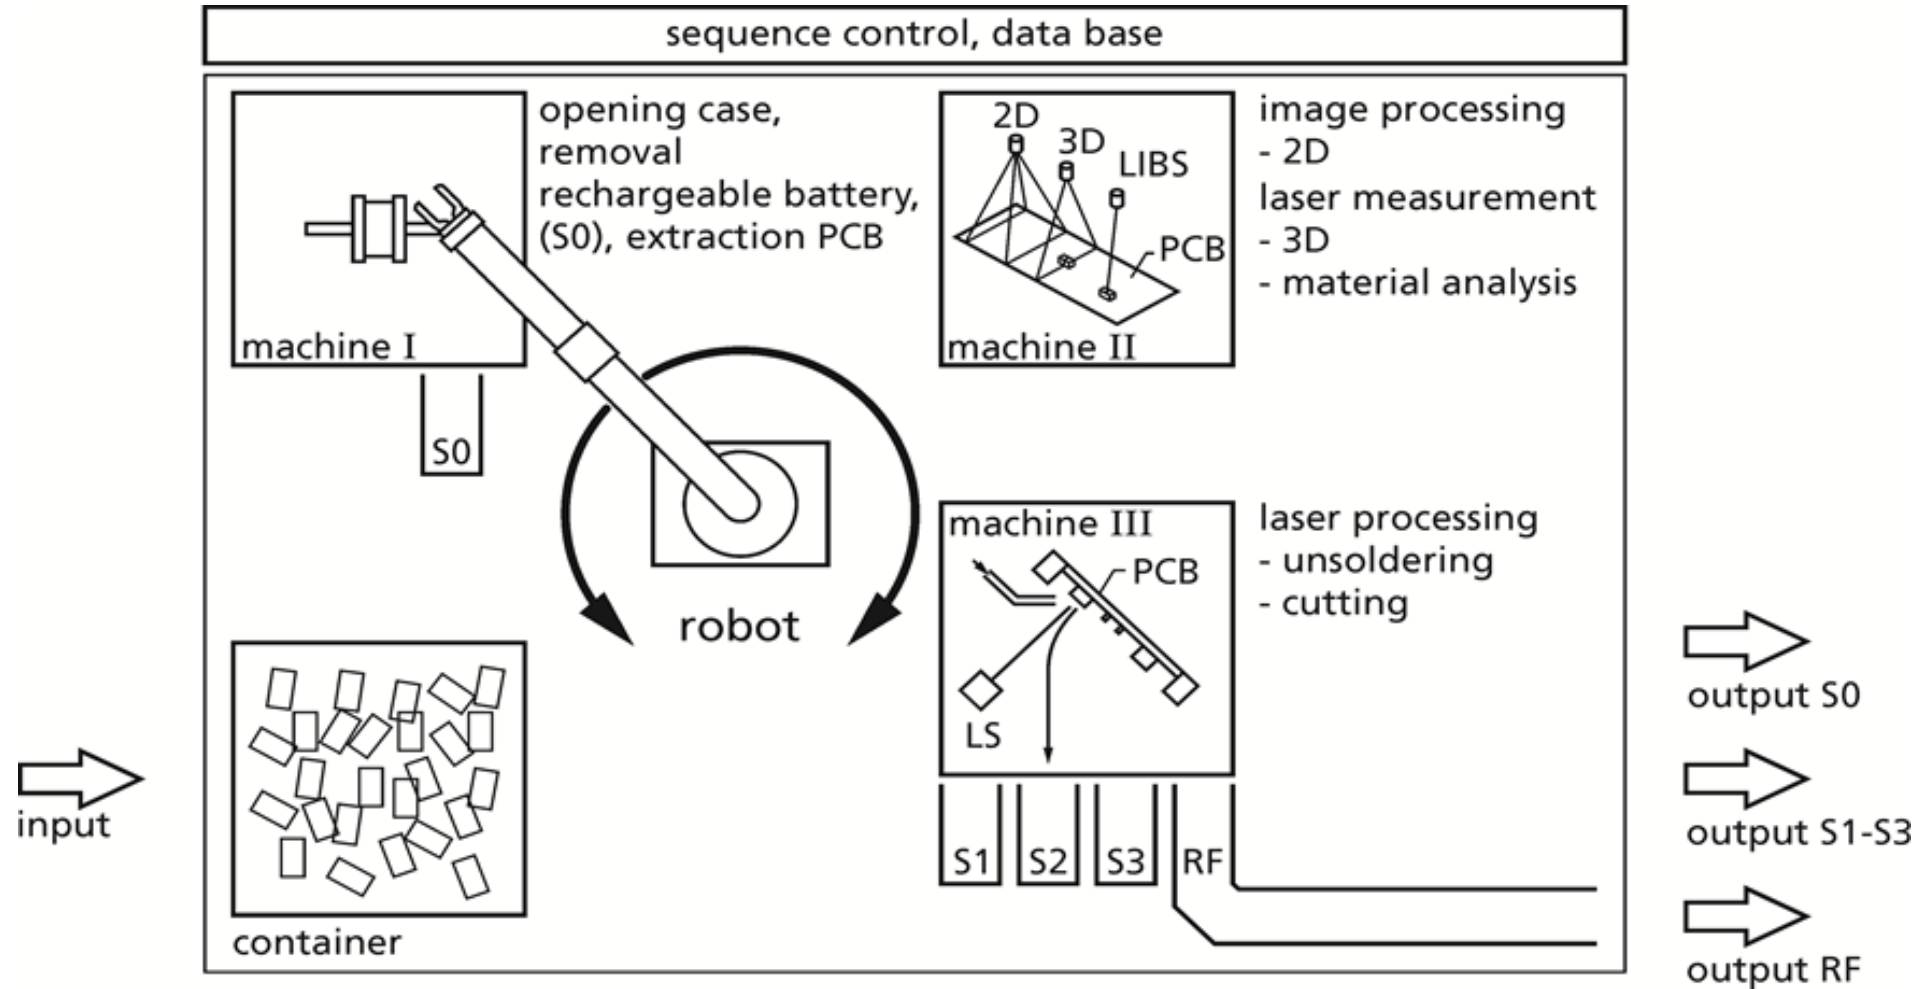 sequence control, data base
opening case,
removal
rechargeable battery,
(S0), extraction PCB
machine I
S0
2D
3D
LIBS
PCB
machine II
image processing
- 2D
laser measurement
- 3D
- material analysis
robot
machine III
PCB
LS
laser processing
- unsoldering
- cutting
S1
S2
S3
RF
input
container
output S0
output S1-S3
output RF